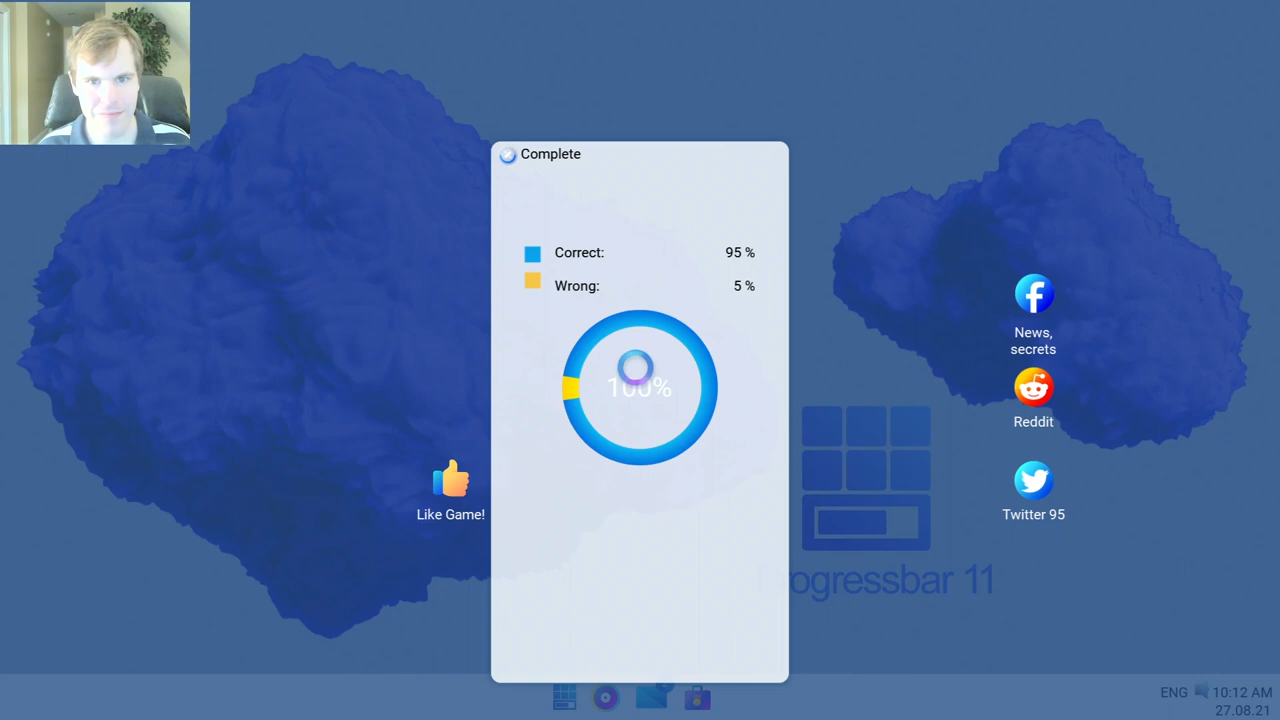 Complete
Correct: 95 %
Wrong: 5 %
100%
Like Game!
News,
secrets
Reddit
Twitter 95
Progressbar 11
ENG 10:12 AM
27.08.21